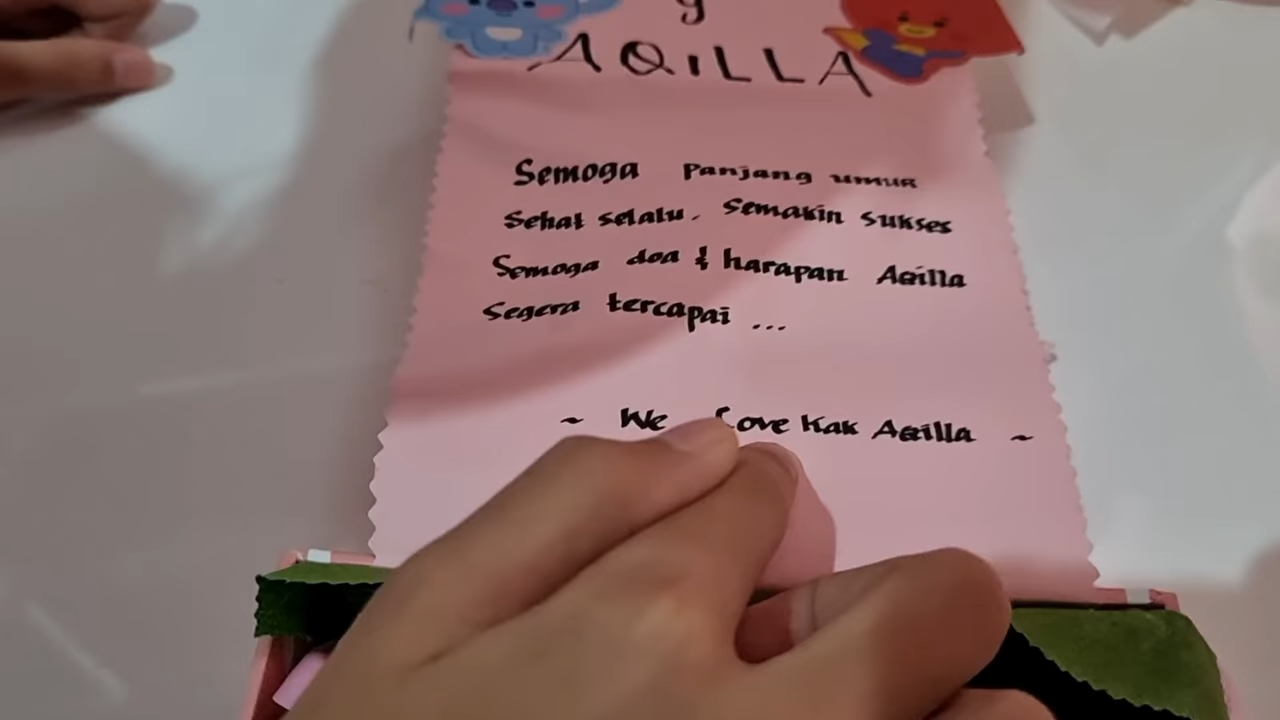 y
AQILLA
Semoga Panjang umur
Sehat selalu. Semakin Sukses
Semoga doa & harapan Aqilla
Segera tercapai ...
~ We Love Kak Aqilla ~